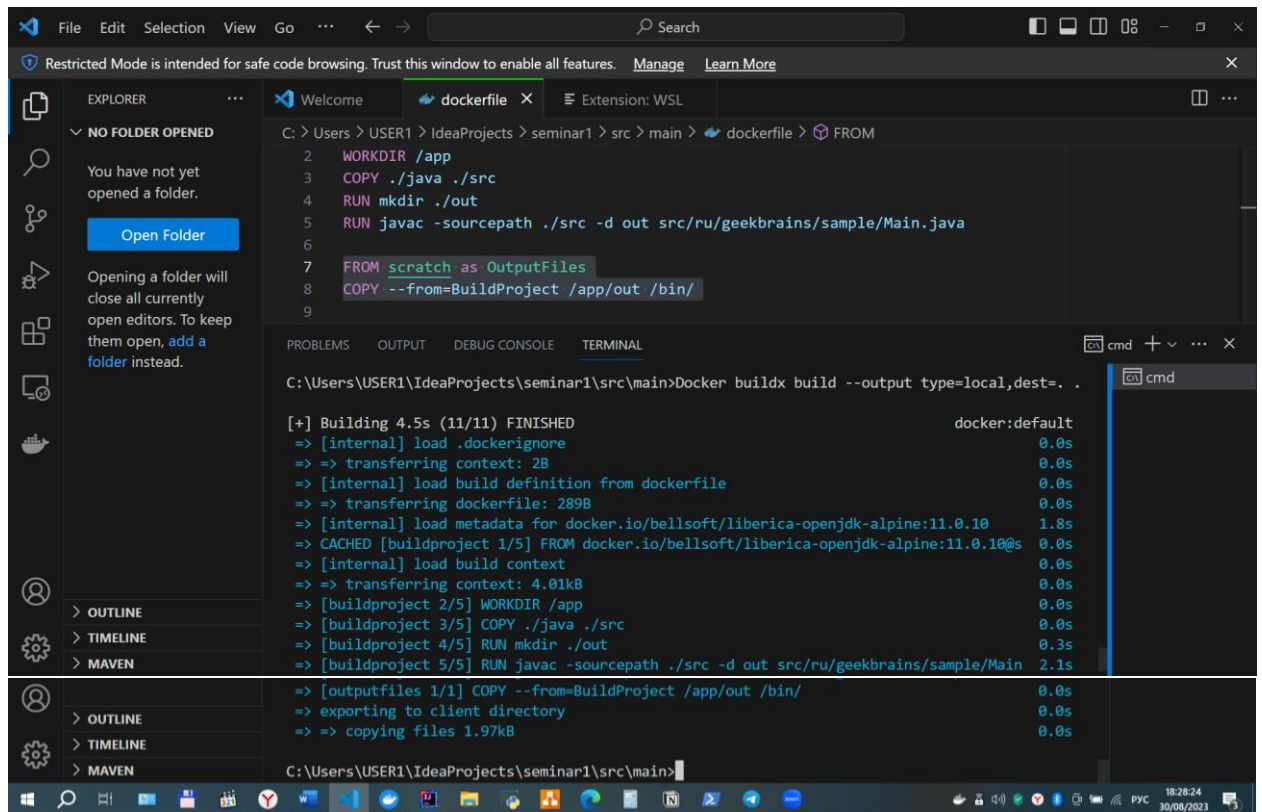 File Edit Selection View Go ··· Search
Restricted Mode is intended for safe code browsing. Trust this window to enable all features. Manage Learn More
EXPLORER ···
Welcome dockerfile Extension: WSL
NO FOLDER OPENED
C: > Users > USER1 > IdeaProjects > seminar1 > src > main > dockerfile > FROM
You have not yet
opened a folder.
Open Folder
Opening a folder will
close all currently
open editors. To keep
them open, add a
folder instead.
OUTLINE
TIMELINE
MAVEN
2 WORKDIR /app
3 COPY ./java ./src
4 RUN mkdir ./out
5 RUN javac -sourcepath ./src -d out src/ru/geekbrains/sample/Main.java
6
7 FROM scratch as OutputFiles
8 COPY --from=BuildProject /app/out /bin/
9
PROBLEMS OUTPUT DEBUG CONSOLE TERMINAL
cmd
cmd
C:\Users\USER1\IdeaProjects\seminar1\src\main>Docker buildx build --output type=local,dest=. .
[+] Building 4.5s (11/11) FINISHED docker:default
=> [internal] load .dockerignore 0.0s
=> => transferring context: 2B 0.0s
=> [internal] load build definition from dockerfile 0.0s
=> => transferring dockerfile: 289B 0.0s
=> [internal] load metadata for docker.io/bellsoft/liberica-openjdk-alpine:11.0.10 1.8s
=> CACHED [buildproject 1/5] FROM docker.io/bellsoft/liberica-openjdk-alpine:11.0.10@s 0.0s
=> [internal] load build context 0.0s
=> => transferring context: 4.01kB 0.0s
=> [buildproject 2/5] WORKDIR /app 0.0s
=> [buildproject 3/5] COPY ./java ./src 0.0s
=> [buildproject 4/5] RUN mkdir ./out 0.3s
=> [buildproject 5/5] RUN javac -sourcepath ./src -d out src/ru/geekbrains/sample/Main 2.1s
=> [outputfiles 1/1] COPY --from=BuildProject /app/out /bin/ 0.0s
=> exporting to client directory 0.0s
=> => copying files 1.97kB 0.0s
OUTLINE
TIMELINE
MAVEN
C:\Users\USER1\IdeaProjects\seminar1\src\main>
РУС
18:28:24
30/08/2023